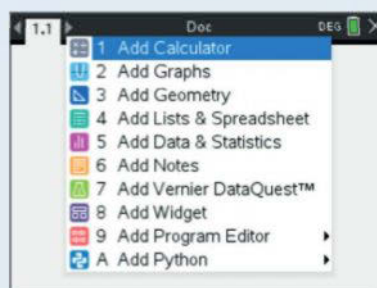 1.1 Doc DEG
1 Add Calculator
2 Add Graphs
3 Add Geometry
4 Add Lists & Spreadsheet
5 Add Data & Statistics
6 Add Notes
7 Add Vernier DataQuest™
8 Add Widget
9 Add Program Editor
A Add Python